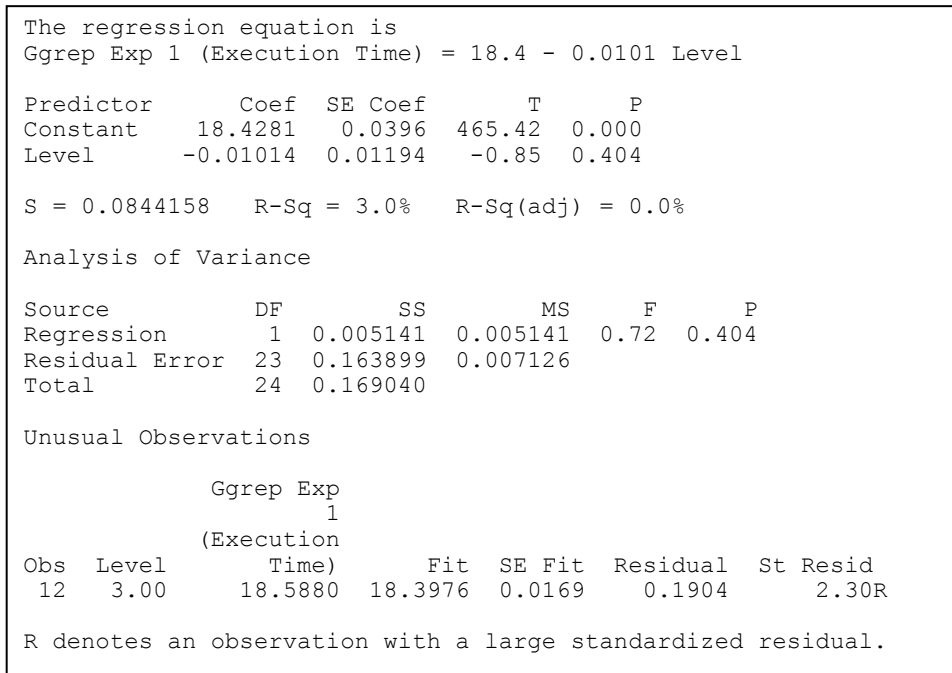 The regression equation is
Ggrep Exp 1 (Execution Time) = 18.4 - 0.0101 Level
Predictor Coef SE Coef T P
Constant 18.4281 0.0396 465.42 0.000
Level -0.01014 0.01194 -0.85 0.404
S = 0.0844158 R-Sq = 3.0% R-Sq(adj) = 0.0%
Analysis of Variance
Source DF SS MS F P
Regression 1 0.005141 0.005141 0.72 0.404
Residual Error 23 0.163899 0.007126
Total 24 0.169040
Unusual Observations
Ggrep Exp
1
(Execution
Obs Level Time) Fit SE Fit Residual St Resid
12 3.00 18.5880 18.3976 0.0169 0.1904 2.30R
R denotes an observation with a large standardized residual.